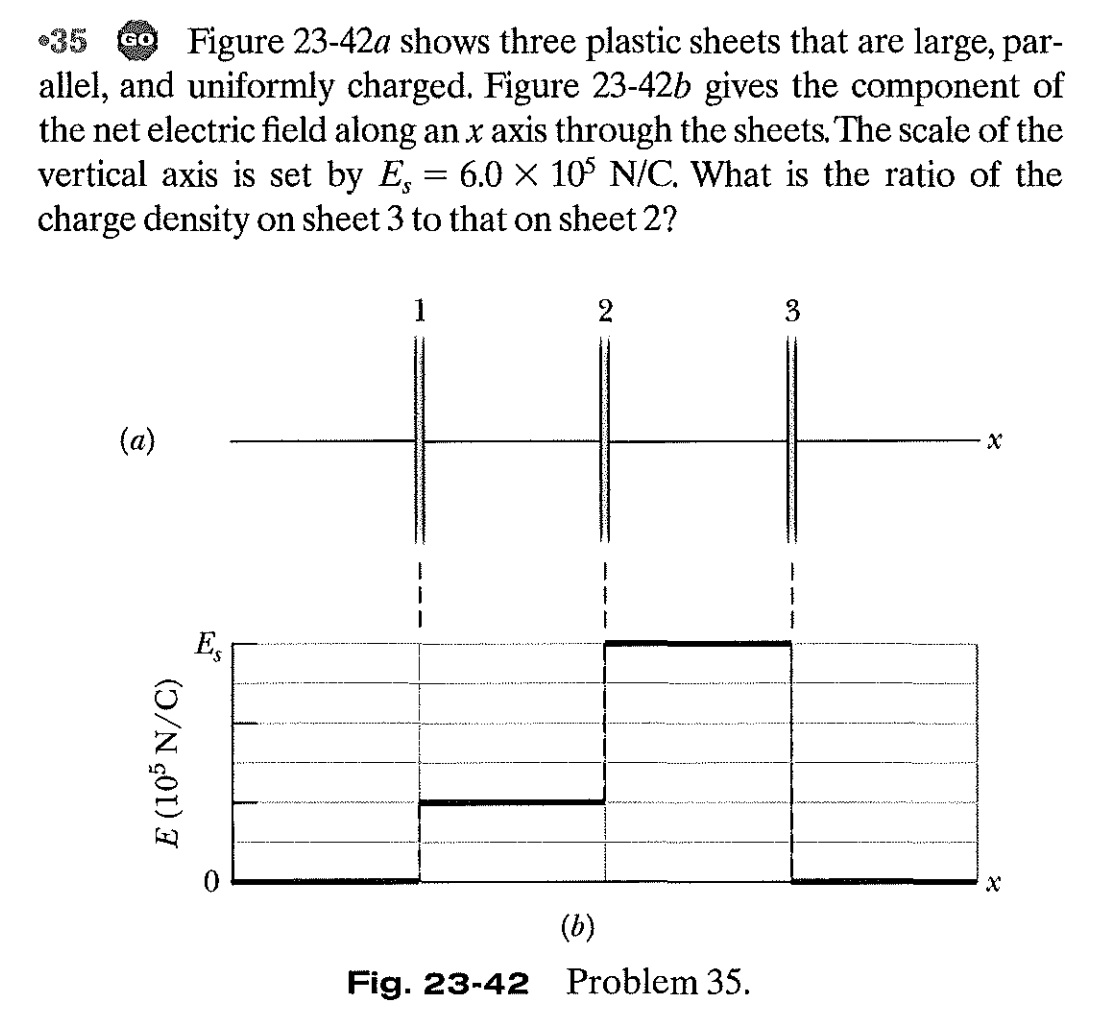 •35 GO Figure 23-42a shows three plastic sheets that are large, par-
allel, and uniformly charged. Figure 23-42b gives the component of
the net electric field along an x axis through the sheets. The scale of the
vertical axis is set by Eₛ = 6.0 × 10⁵ N/C. What is the ratio of the
charge density on sheet 3 to that on sheet 2?
1 2 3
(a) x
Eₛ
E (10⁵ N/C)
0 x
(b)
Fig. 23-42 Problem 35.